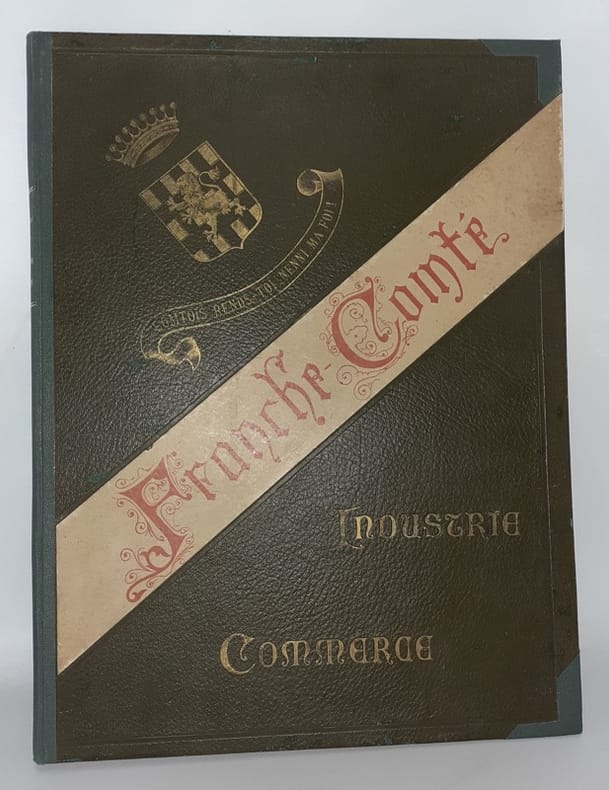 COMTOIS RENDS-TOI NENNI MA FOI!
Franche-Comté
Industrie
Commerce